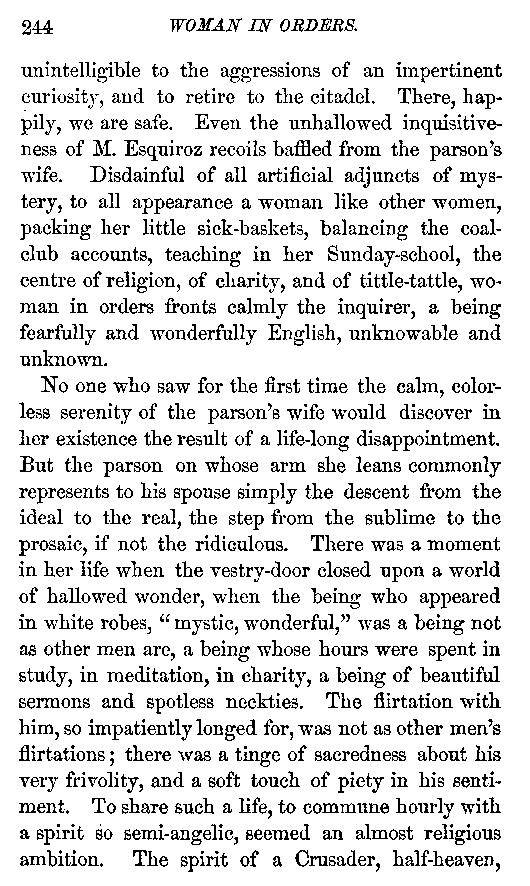 244 WOMAN IN ORDERS.
unintelligible to the aggressions of an impertinent
curiosity, and to retire to the citadel. There, hap-
pily, we are safe. Even the unhallowed inquisitive-
ness of M. Esquiroz recoils baffled from the parson's
wife. Disdainful of all artificial adjuncts of mys-
tery, to all appearance a woman like other women,
packing her little sick-baskets, balancing the coal-
club accounts, teaching in her Sunday-school, the
centre of religion, of charity, and of tittle-tattle, wo-
man in orders fronts calmly the inquirer, a being
fearfully and wonderfully English, unknowable and
unknown.
No one who saw for the first time the calm, color-
less serenity of the parson's wife would discover in
her existence the result of a life-long disappointment.
But the parson on whose arm she leans commonly
represents to his spouse simply the descent from the
ideal to the real, the step from the sublime to the
prosaic, if not the ridiculous. There was a moment
in her life when the vestry-door closed upon a world
of hallowed wonder, when the being who appeared
in white robes, "mystic, wonderful," was a being not
as other men are, a being whose hours were spent in
study, in meditation, in charity, a being of beautiful
sermons and spotless neckties. The flirtation with
him, so impatiently longed for, was not as other men's
flirtations; there was a tinge of sacredness about his
very frivolity, and a soft touch of piety in his senti-
ment. To share such a life, to commune hourly with
a spirit so semi-angelic, seemed an almost religious
ambition. The spirit of a Crusader, half-heaven,